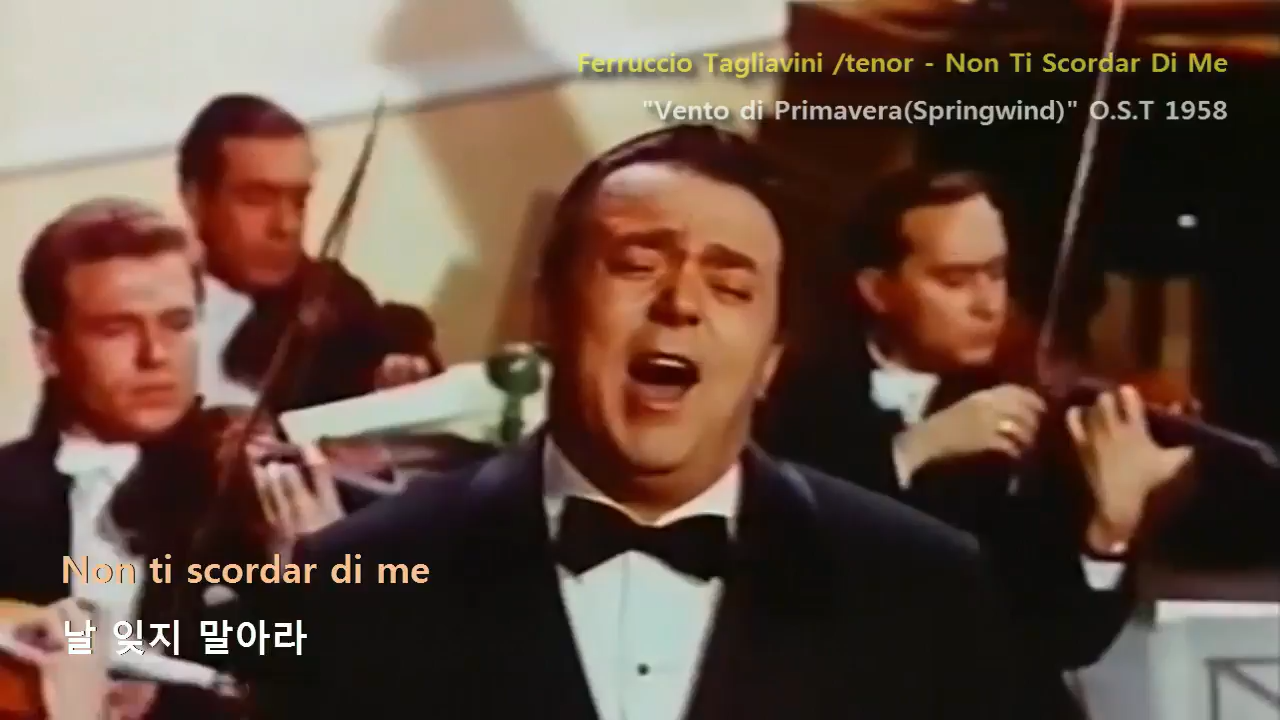 Ferruccio Tagliavini /tenor - Non Ti Scordar Di Me
"Vento di Primavera(Springwind)" O.S.T 1958
Non ti scordar di me
날 잊지 말아라